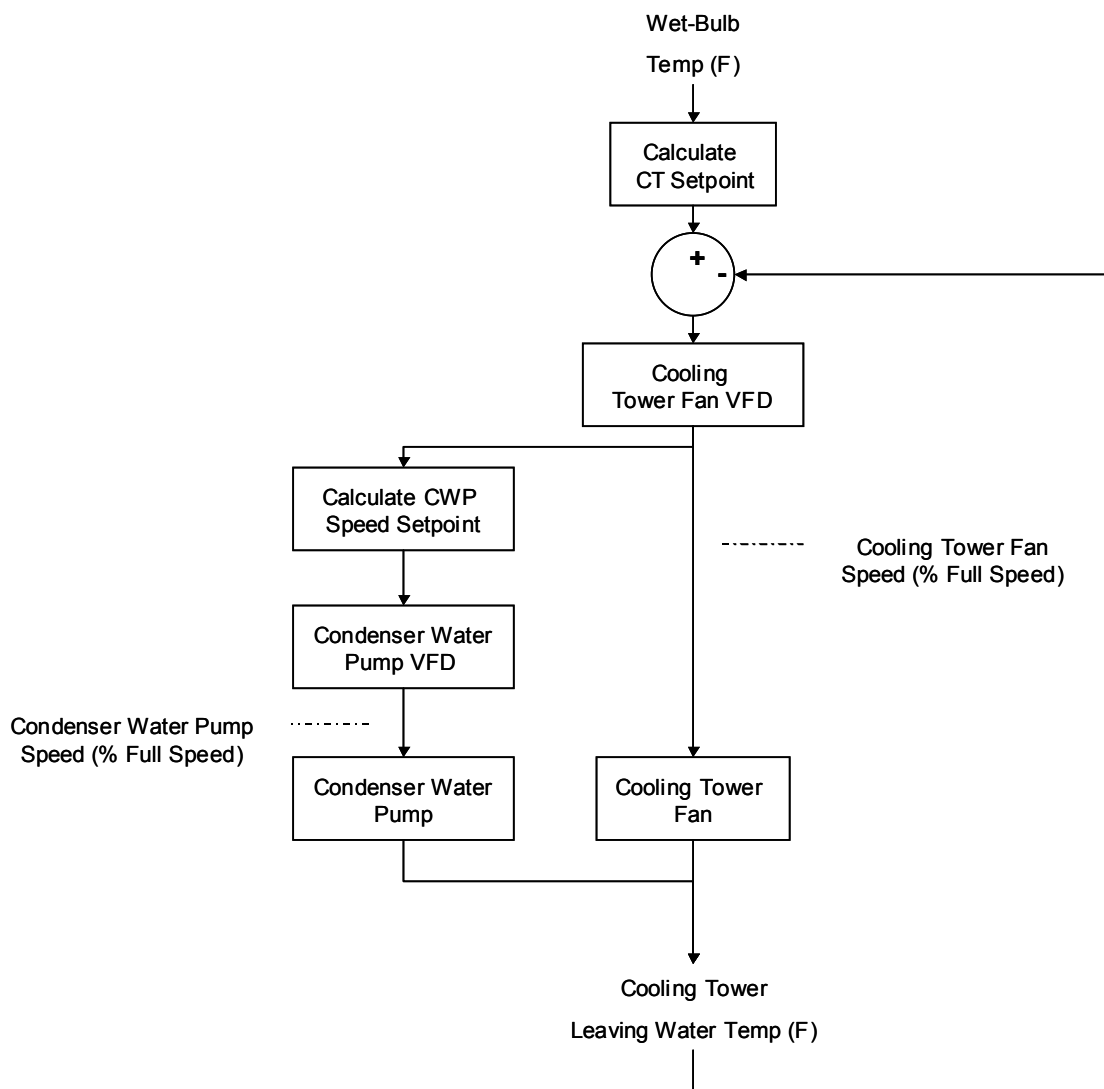 Wet-Bulb
Temp (F)
Calculate
CT Setpoint
+
-
Cooling
Tower Fan VFD
Calculate CWP
Speed Setpoint
Cooling Tower Fan
Speed (% Full Speed)
Condenser Water
Pump VFD
Condenser Water Pump
Speed (% Full Speed)
Condenser Water
Pump
Cooling Tower
Fan
Cooling Tower
Leaving Water Temp (F)